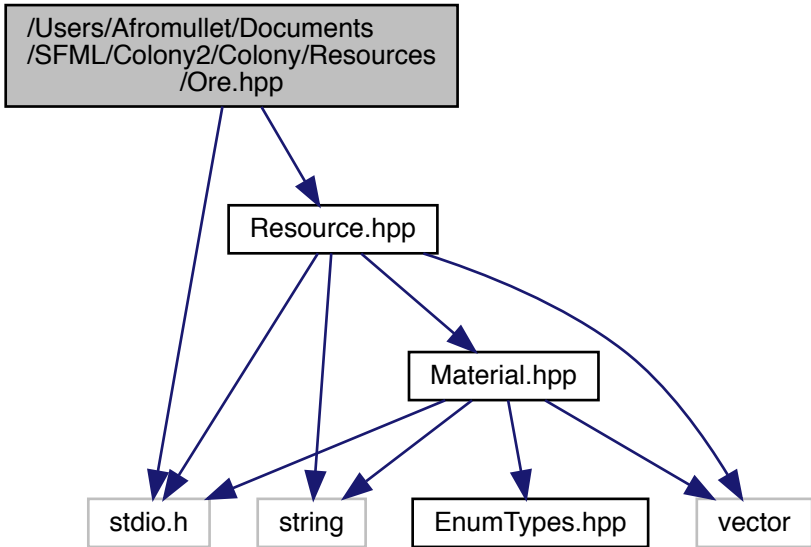 /Users/Afromullet/Documents
/SFML/Colony2/Colony/Resources
/Ore.hpp
Resource.hpp
Material.hpp
stdio.h
string
EnumTypes.hpp
vector